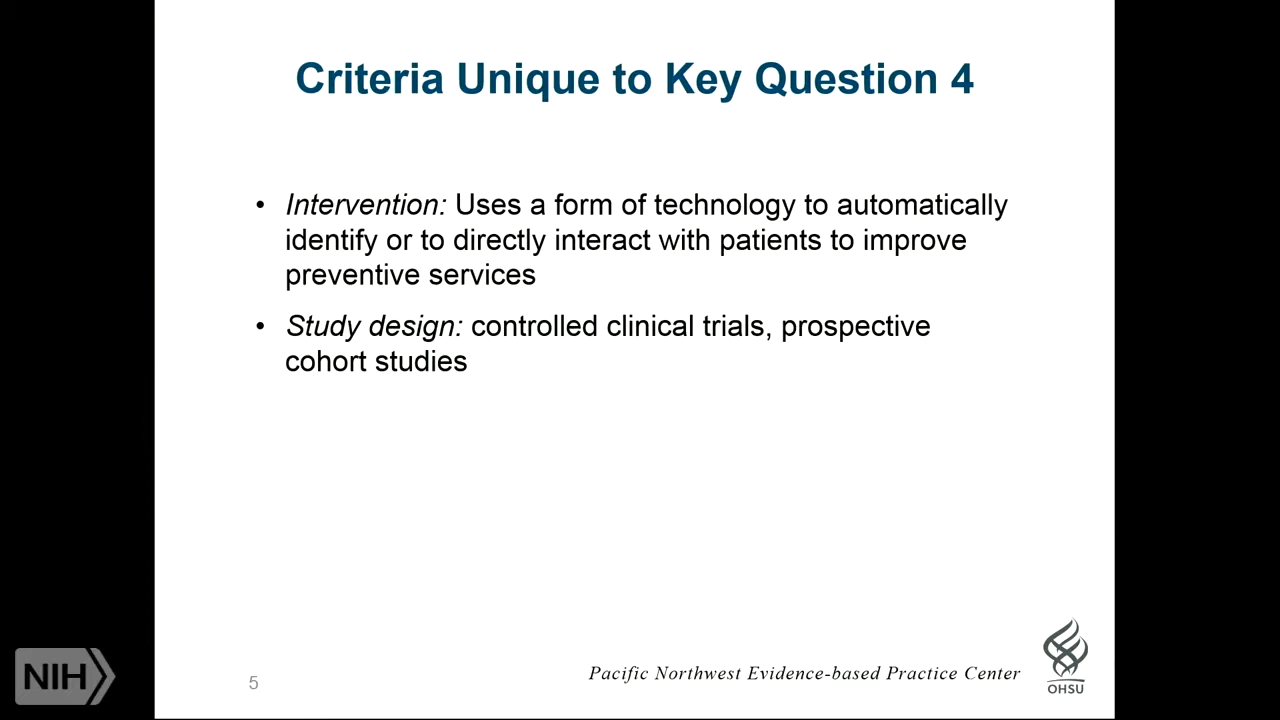 Criteria Unique to Key Question 4
• Intervention: Uses a form of technology to automatically
identify or to directly interact with patients to improve
preventive services
• Study design: controlled clinical trials, prospective
cohort studies
NIH
5
Pacific Northwest Evidence-based Practice Center
OHSU